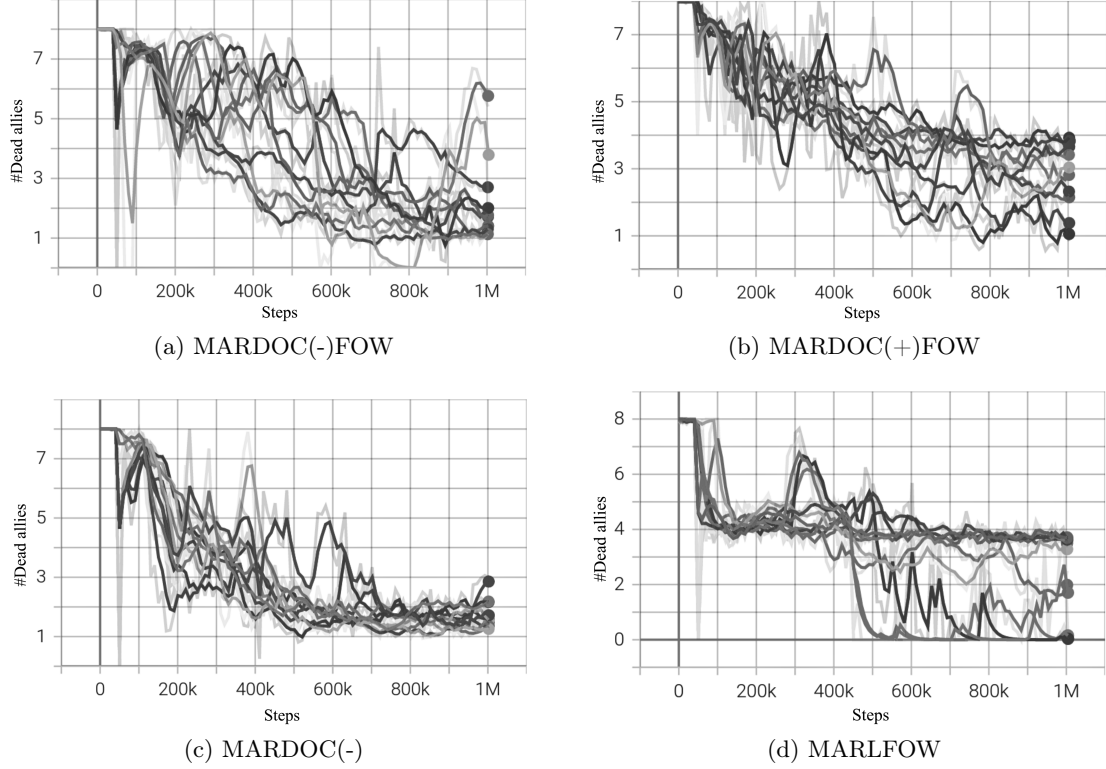 7
5
3
1
#Dead allies
0 200k 400k 600k 800k 1M
Steps
(a) MARDOC(-)FOW
7
5
3
1
#Dead allies
0 200k 400k 600k 800k 1M
Steps
(b) MARDOC(+)FOW
7
5
3
1
#Dead allies
0 200k 400k 600k 800k 1M
Steps
(c) MARDOC(-)
8
6
4
2
0
#Dead allies
0 200k 400k 600k 800k 1M
Steps
(d) MARLFOW